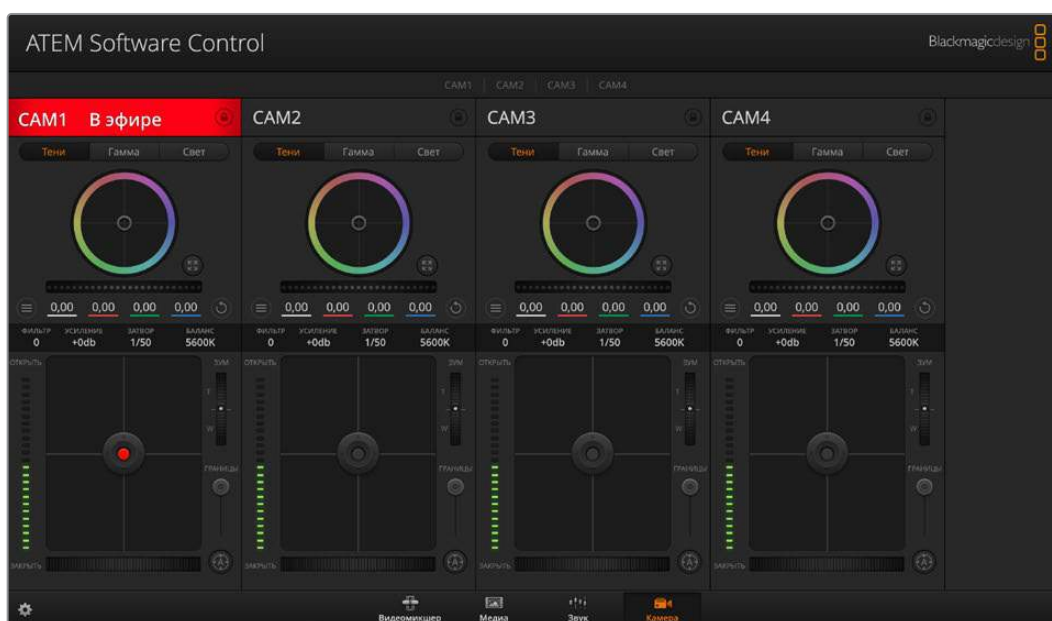 ATEM Software Control
Blackmagicdesign
CAM1 CAM2 CAM3 CAM4
CAM1 В эфире
Тени Гамма Свет
0,00 0,00 0,00 0,00
ФИЛЬТР УСИЛЕНИЕ ЗАТВОР БАЛАНС
0 +0db 1/50 5600K
ОТКРЫТЬ ЗУМ
T
W
ГРАНИЦЫ
ЗАКРЫТЬ A
CAM2
Тени Гамма Свет
0,00 0,00 0,00 0,00
ФИЛЬТР УСИЛЕНИЕ ЗАТВОР БАЛАНС
0 +0db 1/50 5600K
ОТКРЫТЬ ЗУМ
T
W
ГРАНИЦЫ
ЗАКРЫТЬ A
CAM3
Тени Гамма Свет
0,00 0,00 0,00 0,00
ФИЛЬТР УСИЛЕНИЕ ЗАТВОР БАЛАНС
0 +0db 1/50 5600K
ОТКРЫТЬ ЗУМ
T
W
ГРАНИЦЫ
ЗАКРЫТЬ A
CAM4
Тени Гамма Свет
0,00 0,00 0,00 0,00
ФИЛЬТР УСИЛЕНИЕ ЗАТВОР БАЛАНС
0 +0db 1/50 5600K
ОТКРЫТЬ ЗУМ
T
W
ГРАНИЦЫ
ЗАКРЫТЬ A
Видеомикшер Медиа Звук Камера